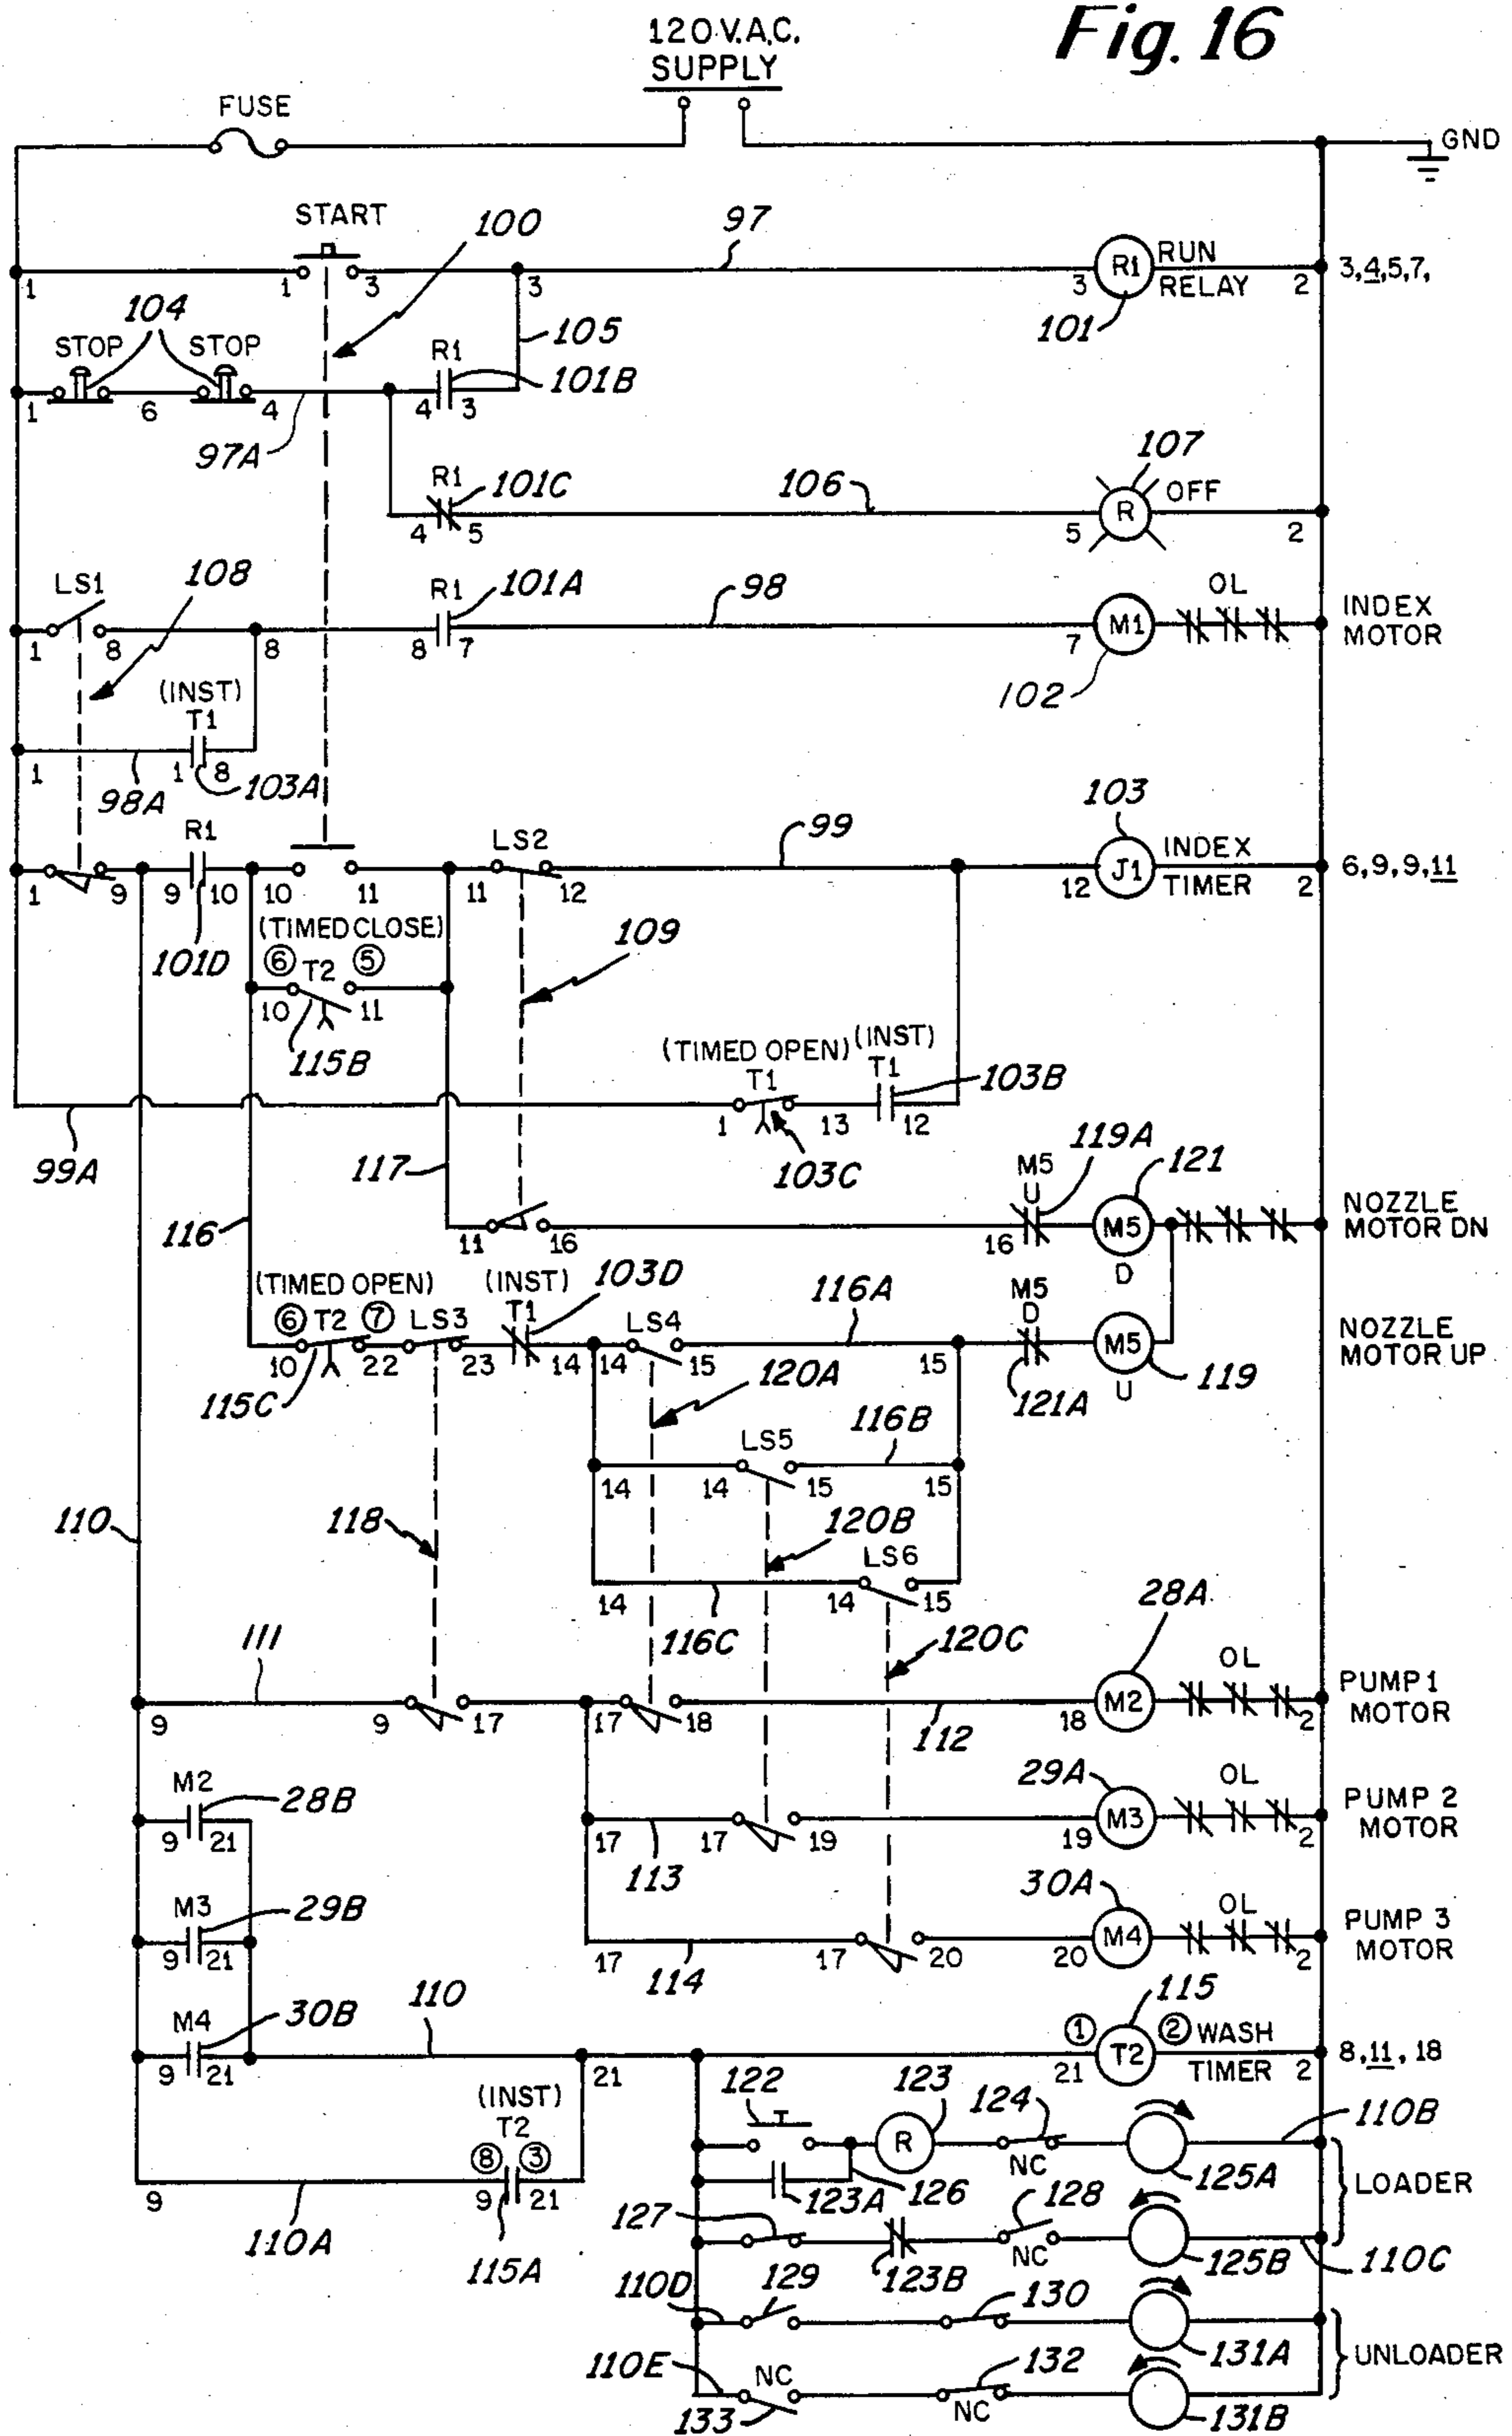 Fig. 16
120 V.A.C.
SUPPLY
FUSE
GND
START
100
97
1
1
3
3
3
R1
RUN
RELAY
2
3,4,5,7,
101
104
STOP
STOP
105
R1
101B
1
6
4
4
3
97A
107
R1
101C
106
R
OFF
4
5
5
2
LS1
108
R1
101A
98
OL
M1
INDEX
MOTOR
1
8
8
8
7
7
102
(INST)
T1
1
1
8
98A
103A
103
R1
LS2
99
J1
INDEX
TIMER
1
9
9
10
10
11
11
12
12
2
6,9,9,11
101D
(TIMED CLOSE)
109
6
T2
5
10
11
115B
(TIMED OPEN)
(INST)
T1
T1
103B
1
13
12
99A
117
103C
119A
121
M5
U
116
11
16
16
M5
D
NOZZLE
MOTOR DN
(TIMED OPEN)
(INST)
103D
116A
6
T2
7
LS3
T1
LS4
M5
D
M5
U
NOZZLE
MOTOR UP
10
22
23
14
14
15
15
115C
120A
121A
119
LS5
116B
14
14
15
15
110
118
120B
LS6
14
14
15
116C
28A
111
120C
OL
M2
PUMP 1
MOTOR
9
9
17
17
18
18
2
112
M2
28B
29A
OL
M3
PUMP 2
MOTOR
9
21
17
17
19
19
2
113
M3
29B
30A
OL
M4
PUMP 3
MOTOR
9
21
17
17
20
20
2
114
M4
30B
110
115
1
T2
2
WASH
TIMER
9
21
21
21
2
8,11,18
(INST)
T2
8
3
122
123
124
R
NC
110B
125A
LOADER
9
9
21
123A
126
110A
115A
127
128
123B
NC
125B
110C
110D
129
130
131A
UNLOADER
110E
NC
132
133
NC
131B